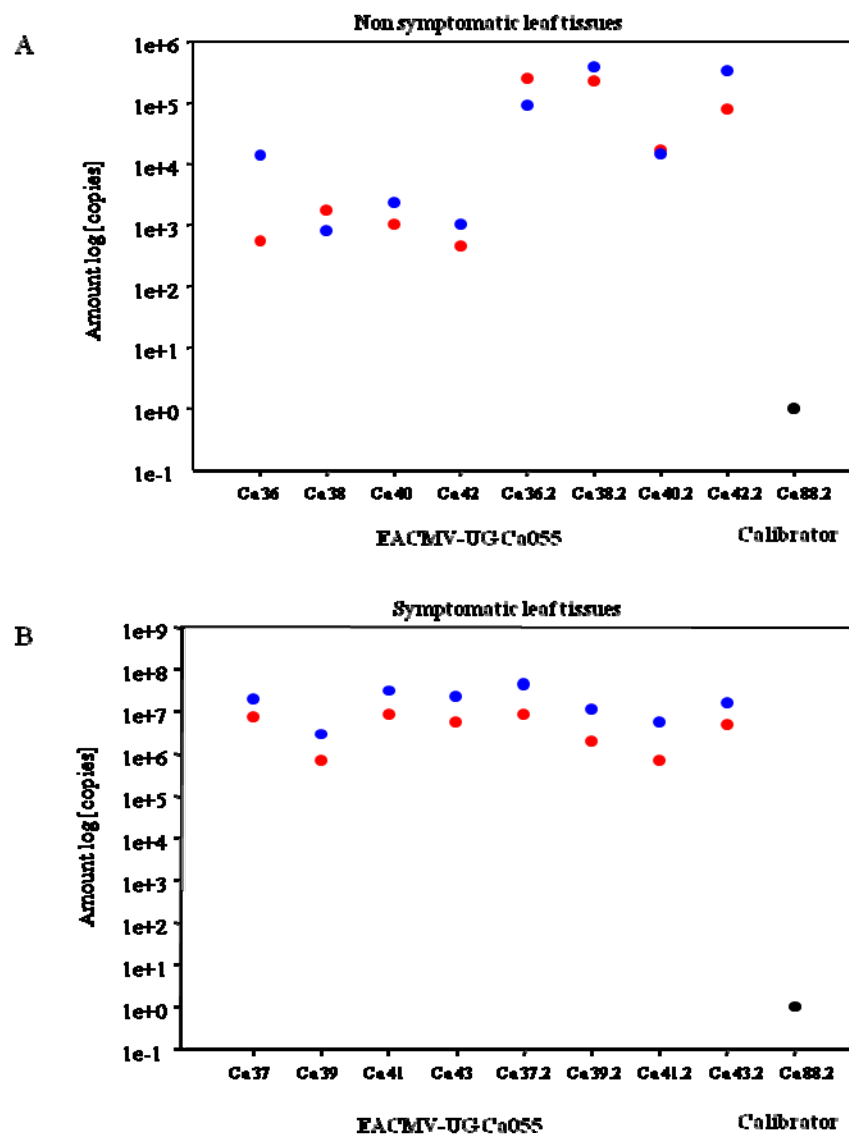 A
Non symptomatic leaf tissues
1e+6
1e+5
1e+4
1e+3
1e+2
1e+1
1e+0
1e-1
Amount log [copies]
Ca36 Ca38 Ca40 Ca42 Ca36.2 Ca38.2 Ca40.2 Ca42.2 Ca88.2
EACMV-UGCa055 Calibrator
B
Symptomatic leaf tissues
1e+9
1e+8
1e+7
1e+6
1e+5
1e+4
1e+3
1e+2
1e+1
1e+0
1e-1
Amount log [copies]
Ca37 Ca39 Ca41 Ca43 Ca37.2 Ca39.2 Ca41.2 Ca43.2 Ca88.2
EACMV-UGCa055 Calibrator